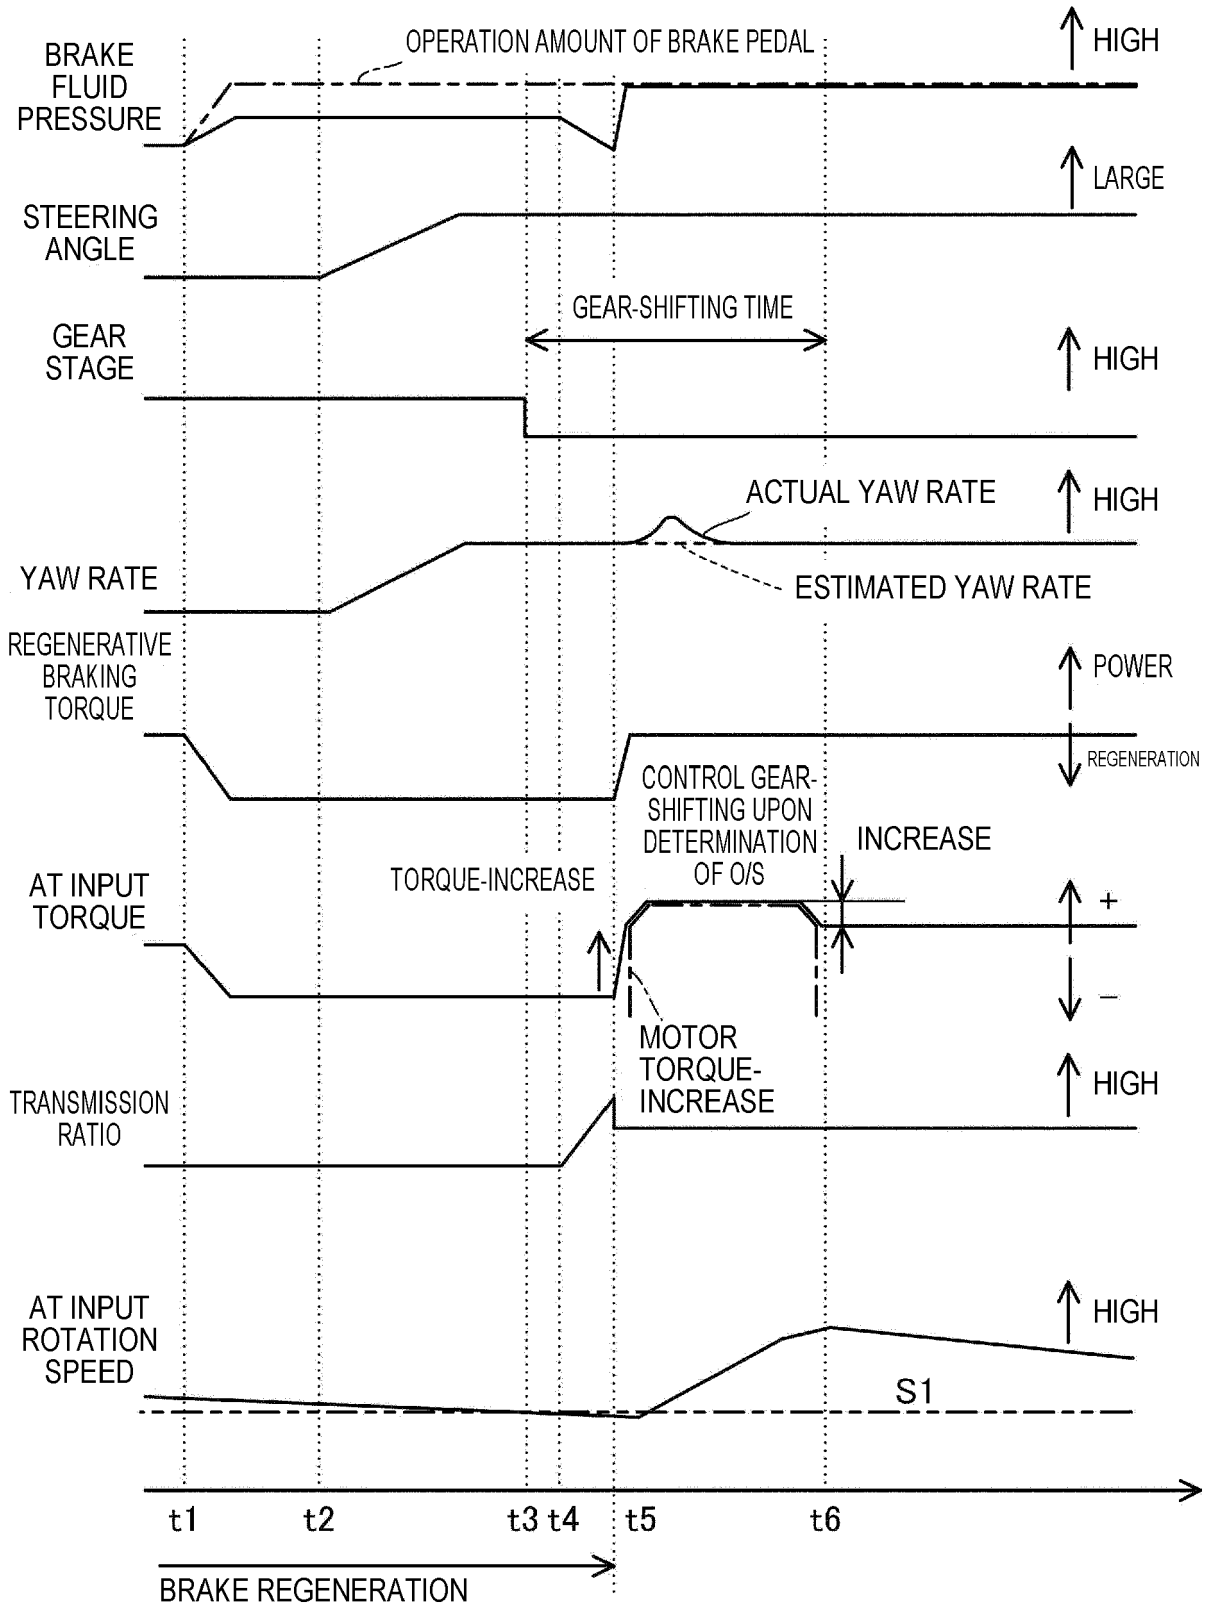 OPERATION AMOUNT OF BRAKE PEDAL
HIGH
BRAKE
FLUID
PRESSURE
LARGE
STEERING
ANGLE
GEAR-SHIFTING TIME
GEAR
STAGE
HIGH
ACTUAL YAW RATE
HIGH
YAW RATE
ESTIMATED YAW RATE
REGENERATIVE
BRAKING
TORQUE
POWER
REGENERATION
CONTROL GEAR-
SHIFTING UPON
DETERMINATION
OF O/S
INCREASE
TORQUE-INCREASE
AT INPUT
TORQUE
+
−
MOTOR
TORQUE-
INCREASE
HIGH
TRANSMISSION
RATIO
AT INPUT
ROTATION
SPEED
HIGH
S1
t1 t2 t3 t4 t5 t6
BRAKE REGENERATION